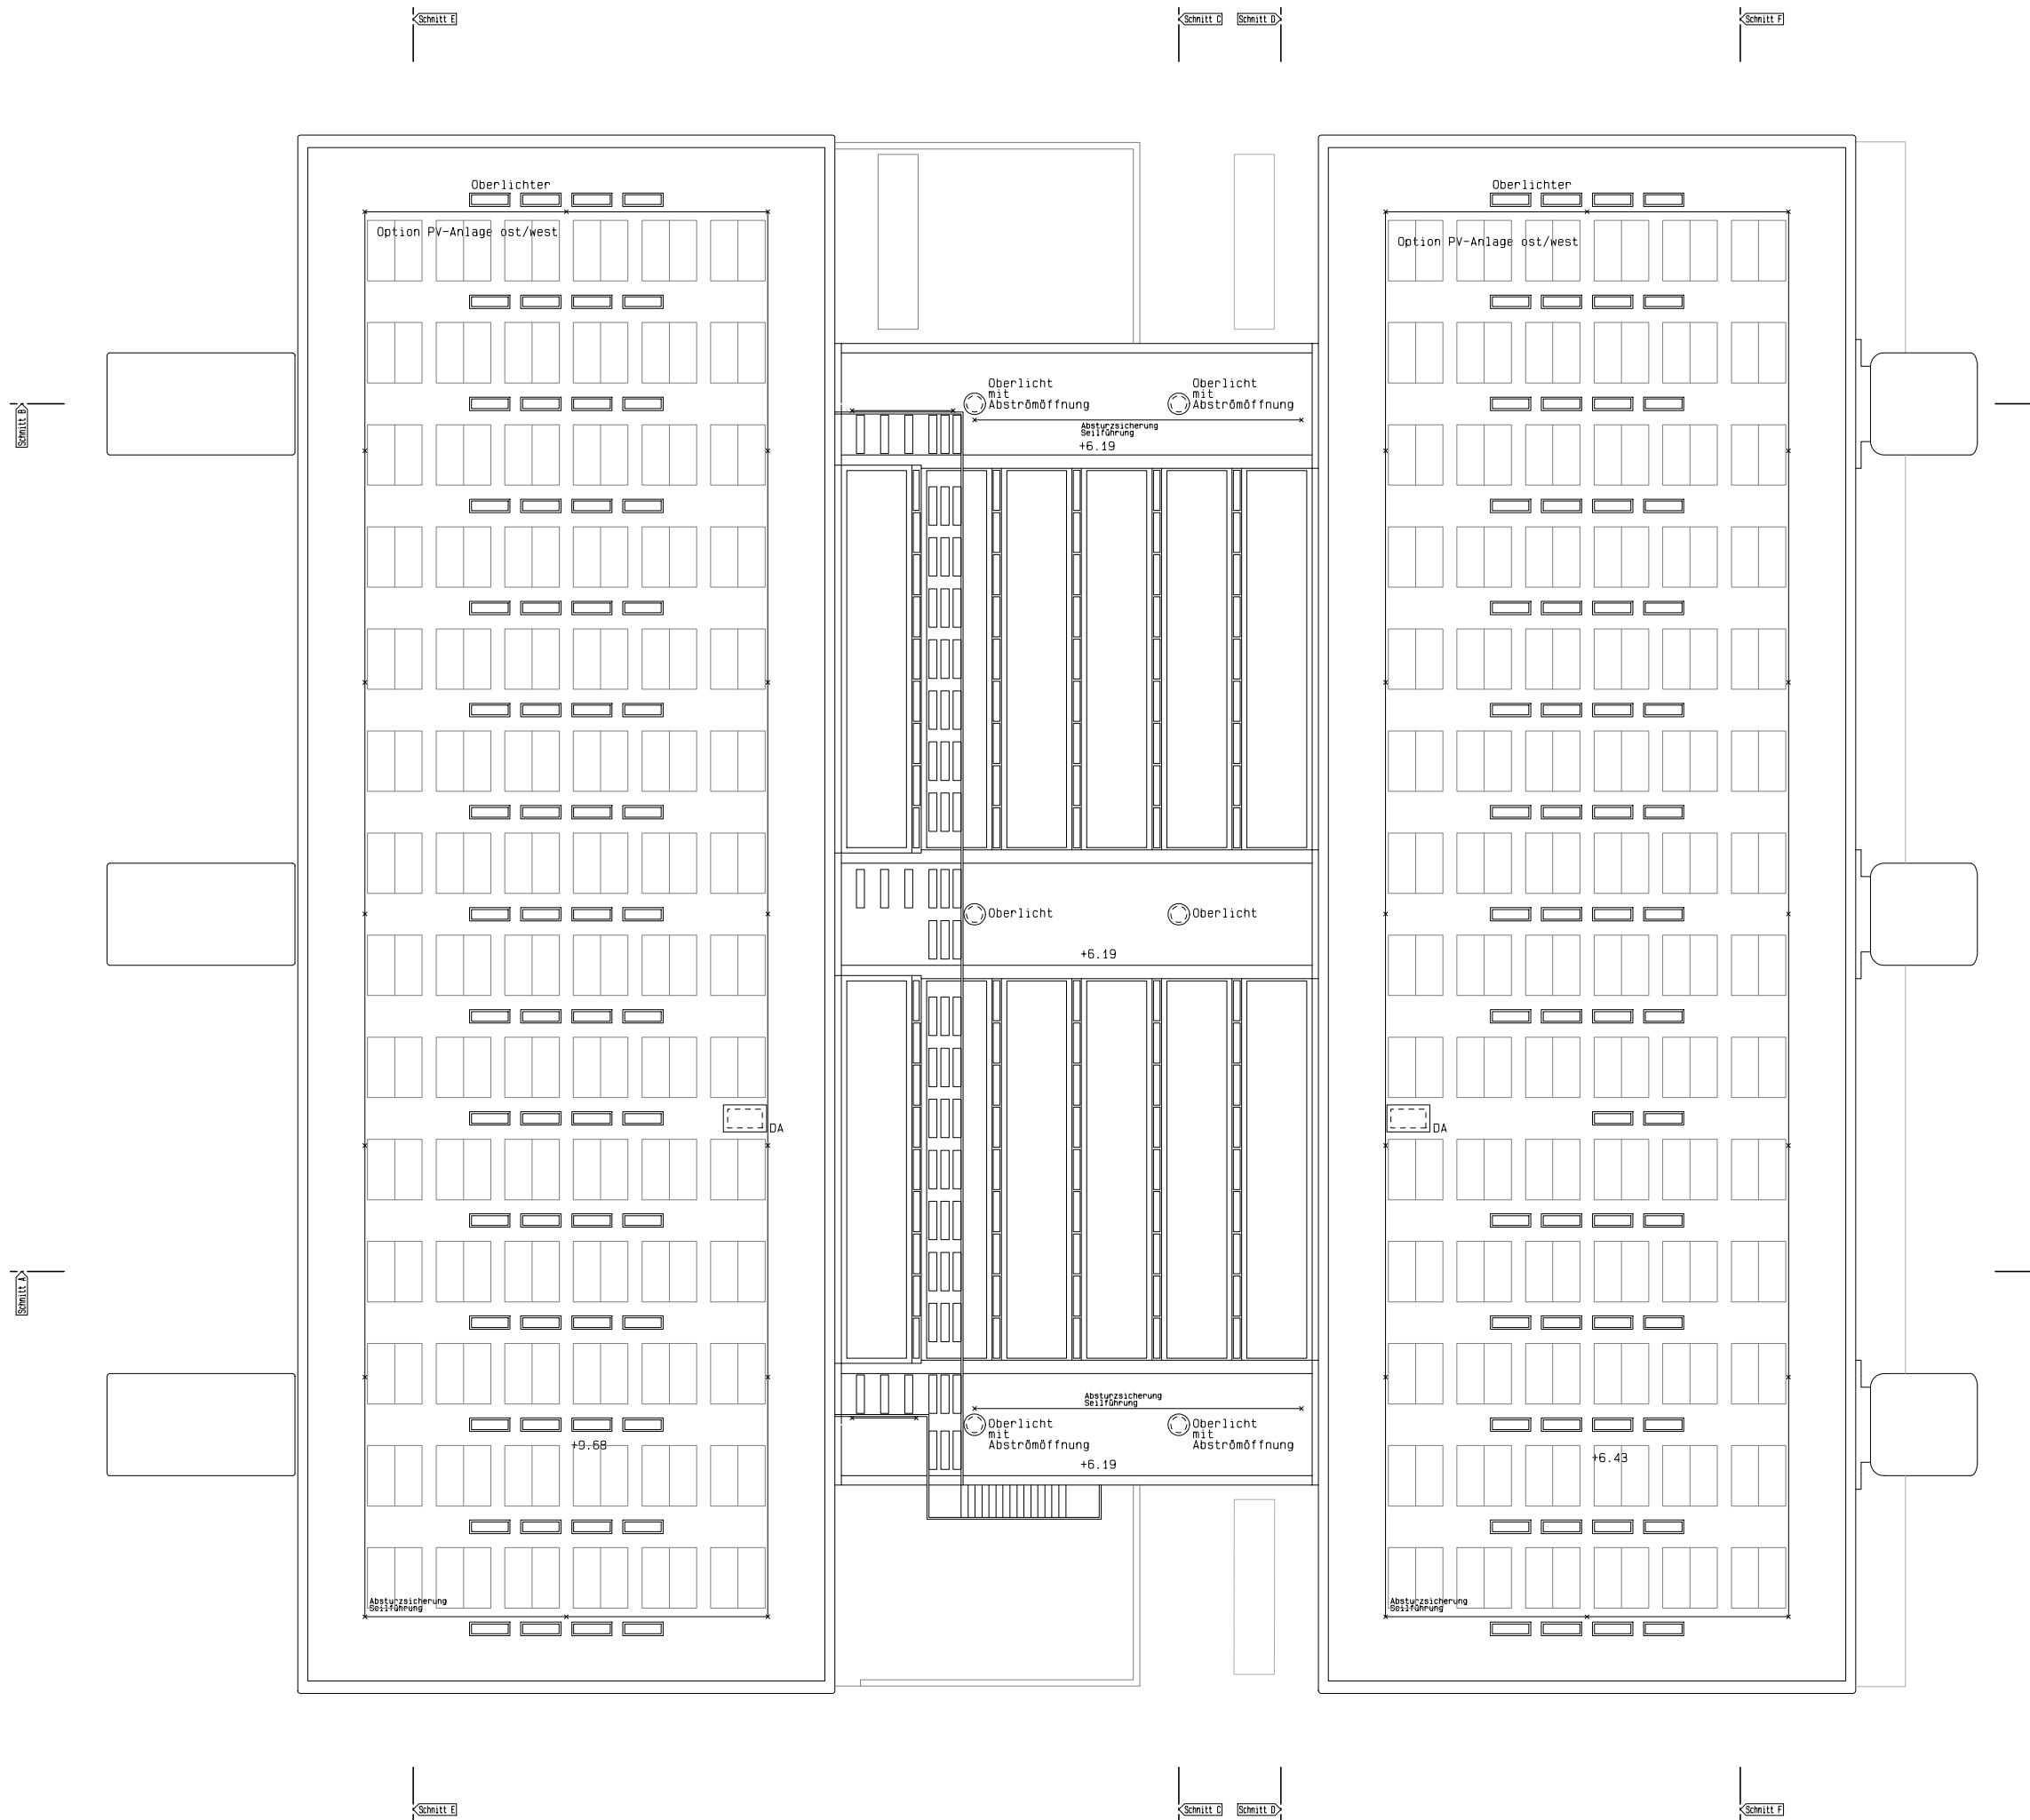 Schnitt E
Schnitt C
Schnitt D
Schnitt F
Oberlichter
Oberlichter
Option PV-Anlage ost/west
Option PV-Anlage ost/west
Schnitt B
Oberlicht
mit
Abströmöffnung
Oberlicht
mit
Abströmöffnung
Absturzsicherung
Seilführung
+6.19
Oberlicht
Oberlicht
+6.19
DA
DA
Schnitt A
Absturzsicherung
Seilführung
Oberlicht
mit
Abströmöffnung
Oberlicht
mit
Abströmöffnung
+9.68
+6.19
+6.43
Absturzsicherung
Seilführung
Absturzsicherung
Seilführung
Schnitt E
Schnitt C
Schnitt D
Schnitt F